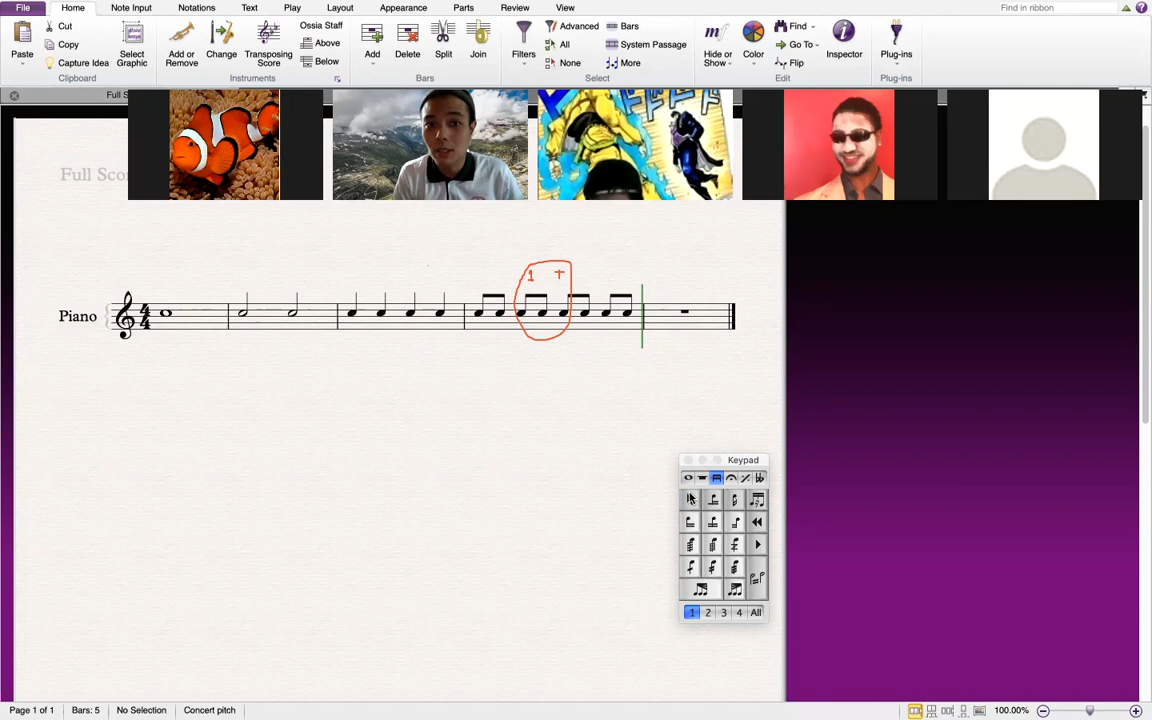 File Home Note Input Notations Text Play Layout Appearance Parts Review View Find in ribbon
Paste
Cut
Copy
Capture Idea
Select Graphic
Clipboard
Add or Remove
Change
Transposing Score
Ossia Staff
Above
Below
Instruments
Add
Delete
Split
Join
Bars
Filters
Advanced
All
None
Bars
System Passage
More
Select
Hide or Show
Color
Find
Go To
Flip
Inspector
Edit
Plug-ins
Plug-ins
Full S
Full Scor
1 +
Piano
4
4
Keypad
1 2 3 4 All
Page 1 of 1 Bars: 5 No Selection Concert pitch 100.00%